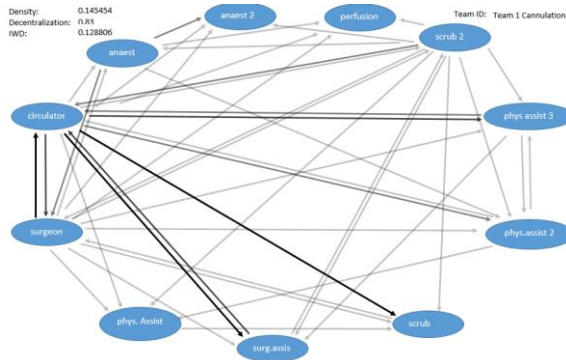 Density: 0.145454
Decentralization: 0.83
IWD: 0.128806
Team ID: Team 1 Cannulation
anaest 2
perfusion
scrub 2
anaest
circulator
phys assist 3
surgeon
phys.assist 2
phys. Assist
scrub
surg.assis